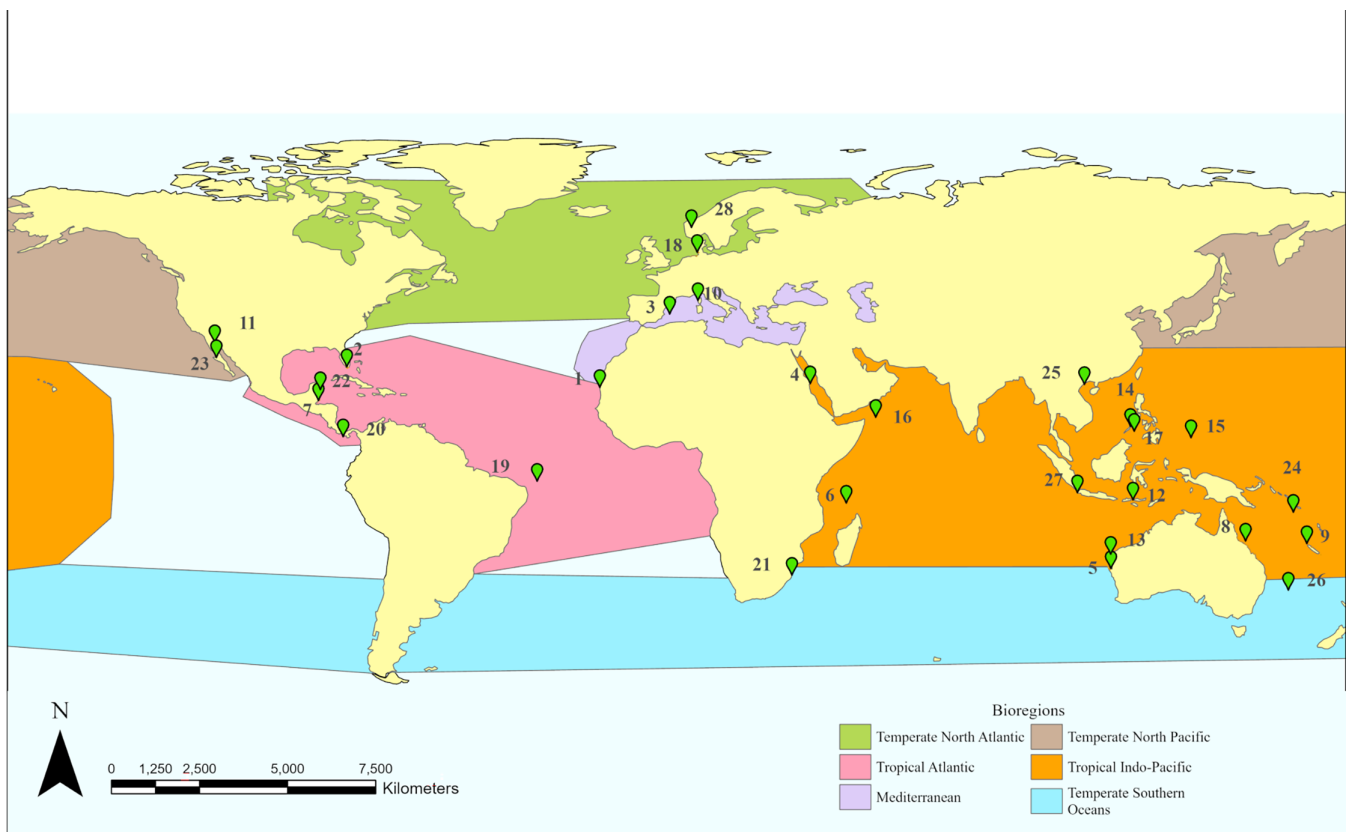 28
18
3
10
11
2
23
1
4
25
22
7
14
16
15
20
17
19
24
27
6
12
8
13
9
21
5
26
N
Bioregions
Temperate North Atlantic
Temperate North Pacific
Tropical Atlantic
Tropical Indo-Pacific
Mediterranean
Temperate Southern
Oceans
0 1,250 2,500 5,000 7,500
Kilometers